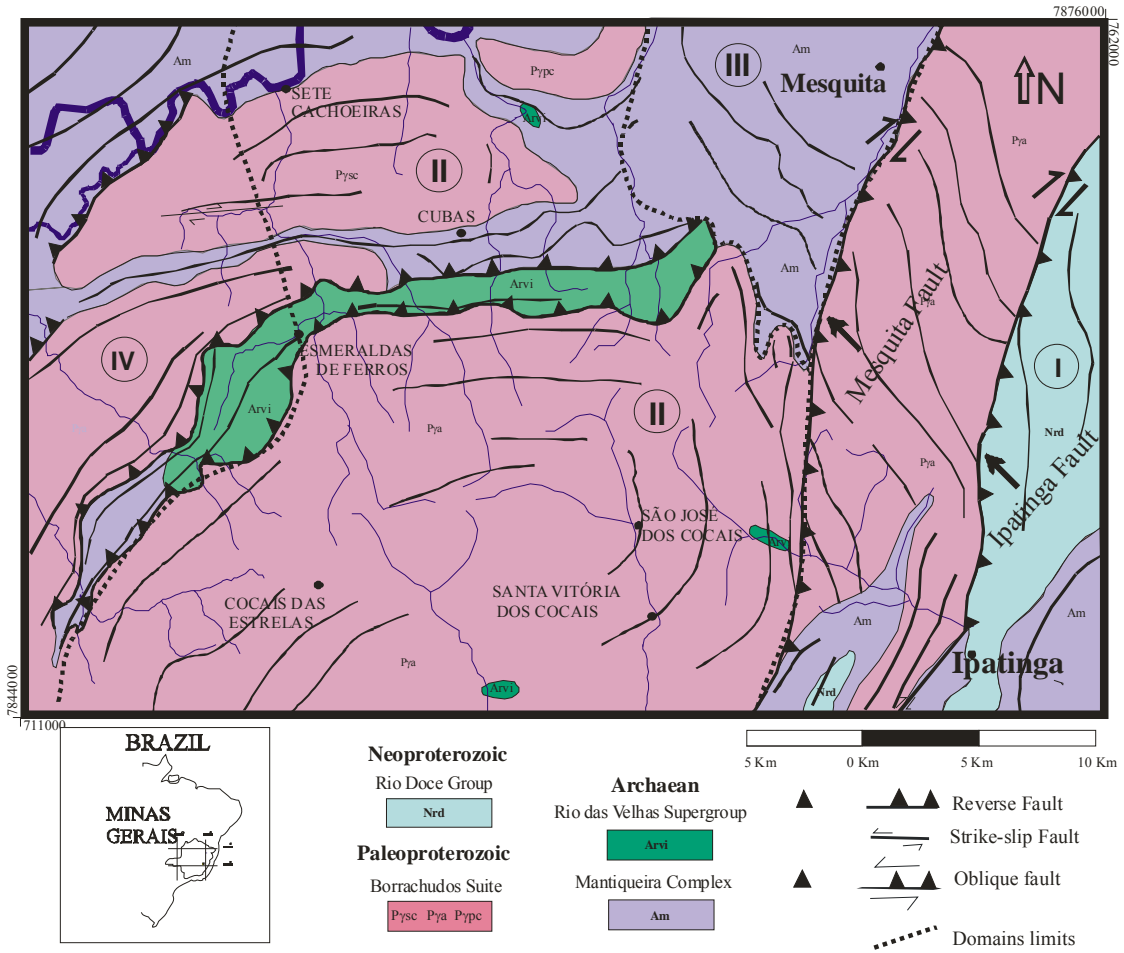 7876000
762000
Am
Am
III
Mesquita
N
Pγpc
SETE
CACHOEIRAS
Arvi
Pγa
II
Pγsc
CUBAS
Am
Arvi
Pγa
Mesquita Fault
IV
ESMERALDAS
DE FERROS
I
Arvi
II
Pγa
Nrd
Pγa
Ipatinga Fault
SÃO JOSÉ
DOS COCAIS
Arvi
SANTA VITÓRIA
DOS COCAIS
COCAIS DAS
ESTRELAS
Am
Am
Pγa
Ipatinga
Arvi
Nrd
7844000
711000
BRAZIL
MINAS
GERAIS
Neoproterozoic
Rio Doce Group
Nrd
Paleoproterozoic
Borrachudos Suite
Pγsc Pγa Pγpc
Archaean
Rio das Velhas Supergroup
Arvi
Mantiqueira Complex
Am
5 Km 0 Km 5 Km 10 Km
Reverse Fault
Strike-slip Fault
Oblique fault
Domains limits